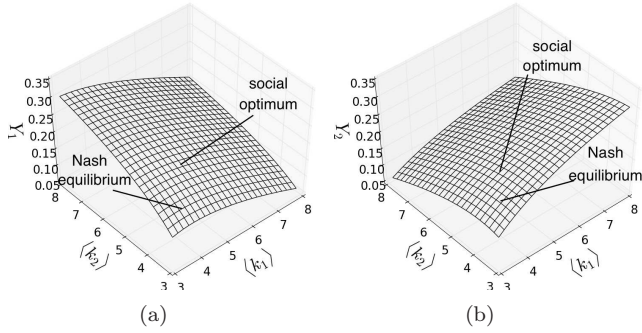 0.35
0.30
0.25
0.20
0.15
0.10
0.05
Y₁
social
optimum
Nash
equilibrium
8
7
6
5
4
3
⟨k₂⟩
3
4
5
6
7
8
⟨k₁⟩
(a)
0.35
0.30
0.25
0.20
0.15
0.10
0.05
Y₂
social
optimum
Nash
equilibrium
8
7
6
5
4
3
⟨k₂⟩
3
4
5
6
7
8
⟨k₁⟩
(b)